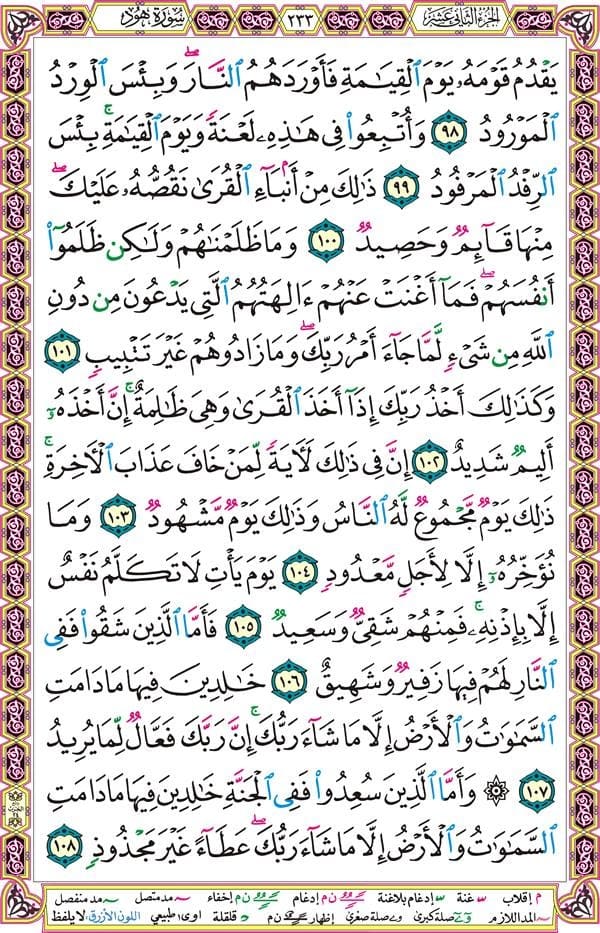 الجزء الثاني عشر ٢٣٣ سورة هود
يَقْدُمُ قَوْمَهُۥ يَوْمَ ٱلْقِيَٰمَةِ فَأَوْرَدَهُمُ ٱلنَّارَ ۖ وَبِئْسَ ٱلْوِرْدُ
ٱلْمَوْرُودُ ٩٨ وَأُتْبِعُوا۟ فِى هَٰذِهِۦ لَعْنَةً وَيَوْمَ ٱلْقِيَٰمَةِ ۚ بِئْسَ
ٱلرِّفْدُ ٱلْمَرْفُودُ ٩٩ ذَٰلِكَ مِنْ أَنۢبَآءِ ٱلْقُرَىٰ نَقُصُّهُۥ عَلَيْكَ ۖ
مِنْهَا قَآئِمٌ وَحَصِيدٌ ١٠٠ وَمَا ظَلَمْنَٰهُمْ وَلَٰكِن ظَلَمُوٓا۟
أَنفُسَهُمْ ۖ فَمَآ أَغْنَتْ عَنْهُمْ ءَالِهَتُهُمُ ٱلَّتِى يَدْعُونَ مِن دُونِ
ٱللَّهِ مِن شَىْءٍ لَّمَّا جَآءَ أَمْرُ رَبِّكَ ۖ وَمَا زَادُوهُمْ غَيْرَ تَتْبِيبٍ ١٠١
وَكَذَٰلِكَ أَخْذُ رَبِّكَ إِذَآ أَخَذَ ٱلْقُرَىٰ وَهِىَ ظَٰلِمَةٌ ۚ إِنَّ أَخْذَهُۥٓ
أَلِيمٌ شَدِيدٌ ١٠٢ إِنَّ فِى ذَٰلِكَ لَءَايَةً لِّمَنْ خَافَ عَذَابَ ٱلْءَاخِرَةِ ۚ
ذَٰلِكَ يَوْمٌ مَّجْمُوعٌ لَّهُ ٱلنَّاسُ وَذَٰلِكَ يَوْمٌ مَّشْهُودٌ ١٠٣ وَمَا
نُؤَخِّرُهُۥٓ إِلَّا لِأَجَلٍ مَّعْدُودٍ ١٠٤ يَوْمَ يَأْتِ لَا تَكَلَّمُ نَفْسٌ
إِلَّا بِإِذْنِهِۦ ۚ فَمِنْهُمْ شَقِىٌّ وَسَعِيدٌ ١٠٥ فَأَمَّا ٱلَّذِينَ شَقُوا۟ فَفِى
ٱلنَّارِ لَهُمْ فِيهَا زَفِيرٌ وَشَهِيقٌ ١٠٦ خَٰلِدِينَ فِيهَا مَا دَامَتِ
ٱلسَّمَٰوَٰتُ وَٱلْأَرْضُ إِلَّا مَا شَآءَ رَبُّكَ ۚ إِنَّ رَبَّكَ فَعَّالٌ لِّمَا يُرِيدُ
١٠٧ ۞ وَأَمَّا ٱلَّذِينَ سُعِدُوا۟ فَفِى ٱلْجَنَّةِ خَٰلِدِينَ فِيهَا مَا دَامَتِ
ٱلسَّمَٰوَٰتُ وَٱلْأَرْضُ إِلَّا مَا شَآءَ رَبُّكَ ۖ عَطَآءً غَيْرَ مَجْذُوذٍ ١٠٨
م إقلاب غنة إدغام بلاغنة ن م إدغام إخفاء مد متصل مد منفصل
المد اللازم صلة كبرى صلة صغرى إظهار ن م قلقلة اوى طبيعي اللون الأزرق: لا يلفظ